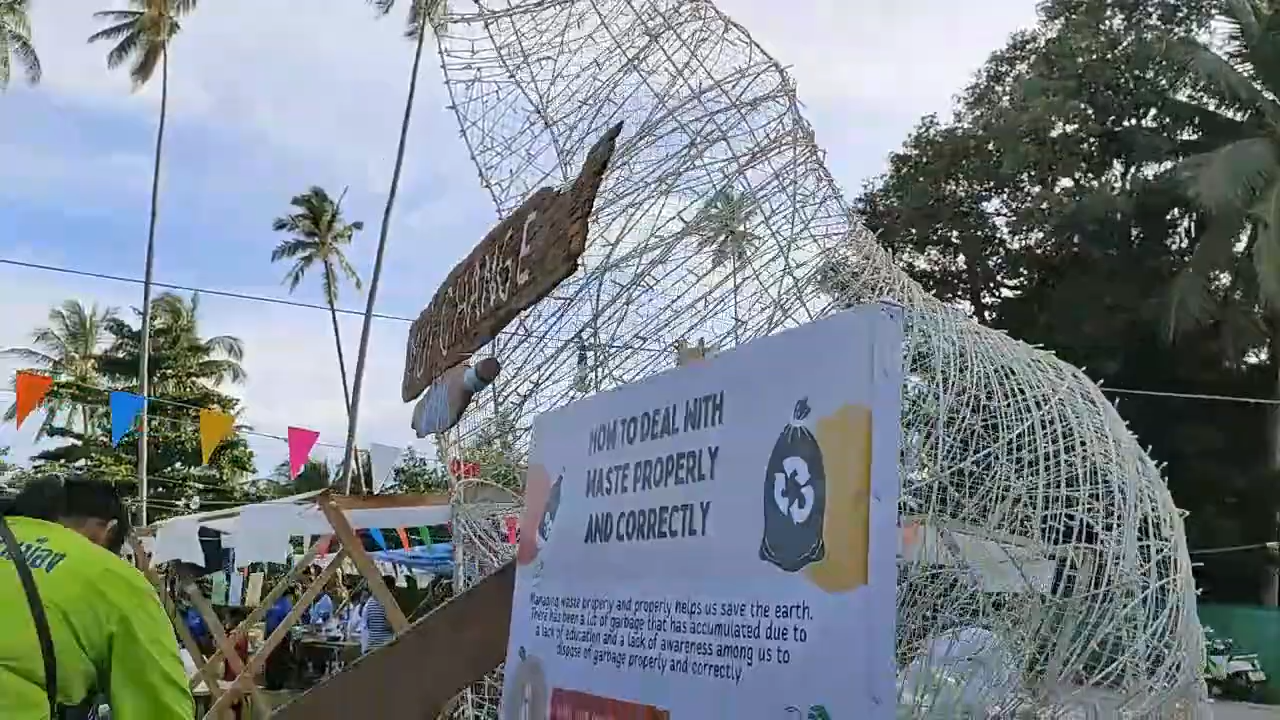 CHANGE
HOW TO DEAL WITH
WASTE PROPERLY
AND CORRECTLY
Managing waste properly and properly helps us save the earth.
There has been a lot of garbage that has accumulated due to
a lack of education and a lack of awareness among us to
dispose of garbage properly and correctly.